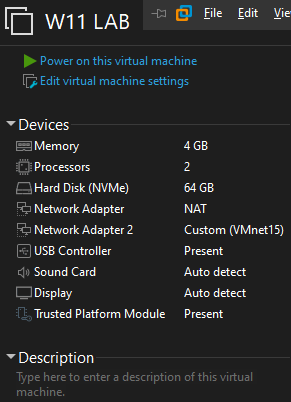 W11 LAB
File Edit
Power on this virtual machine
Edit virtual machine settings
Devices
Memory 4 GB
Processors 2
Hard Disk (NVMe) 64 GB
Network Adapter NAT
Network Adapter 2 Custom (VMnet15)
USB Controller Present
Sound Card Auto detect
Display Auto detect
Trusted Platform Module Present
Description
Type here to enter a description of this virtual
machine.